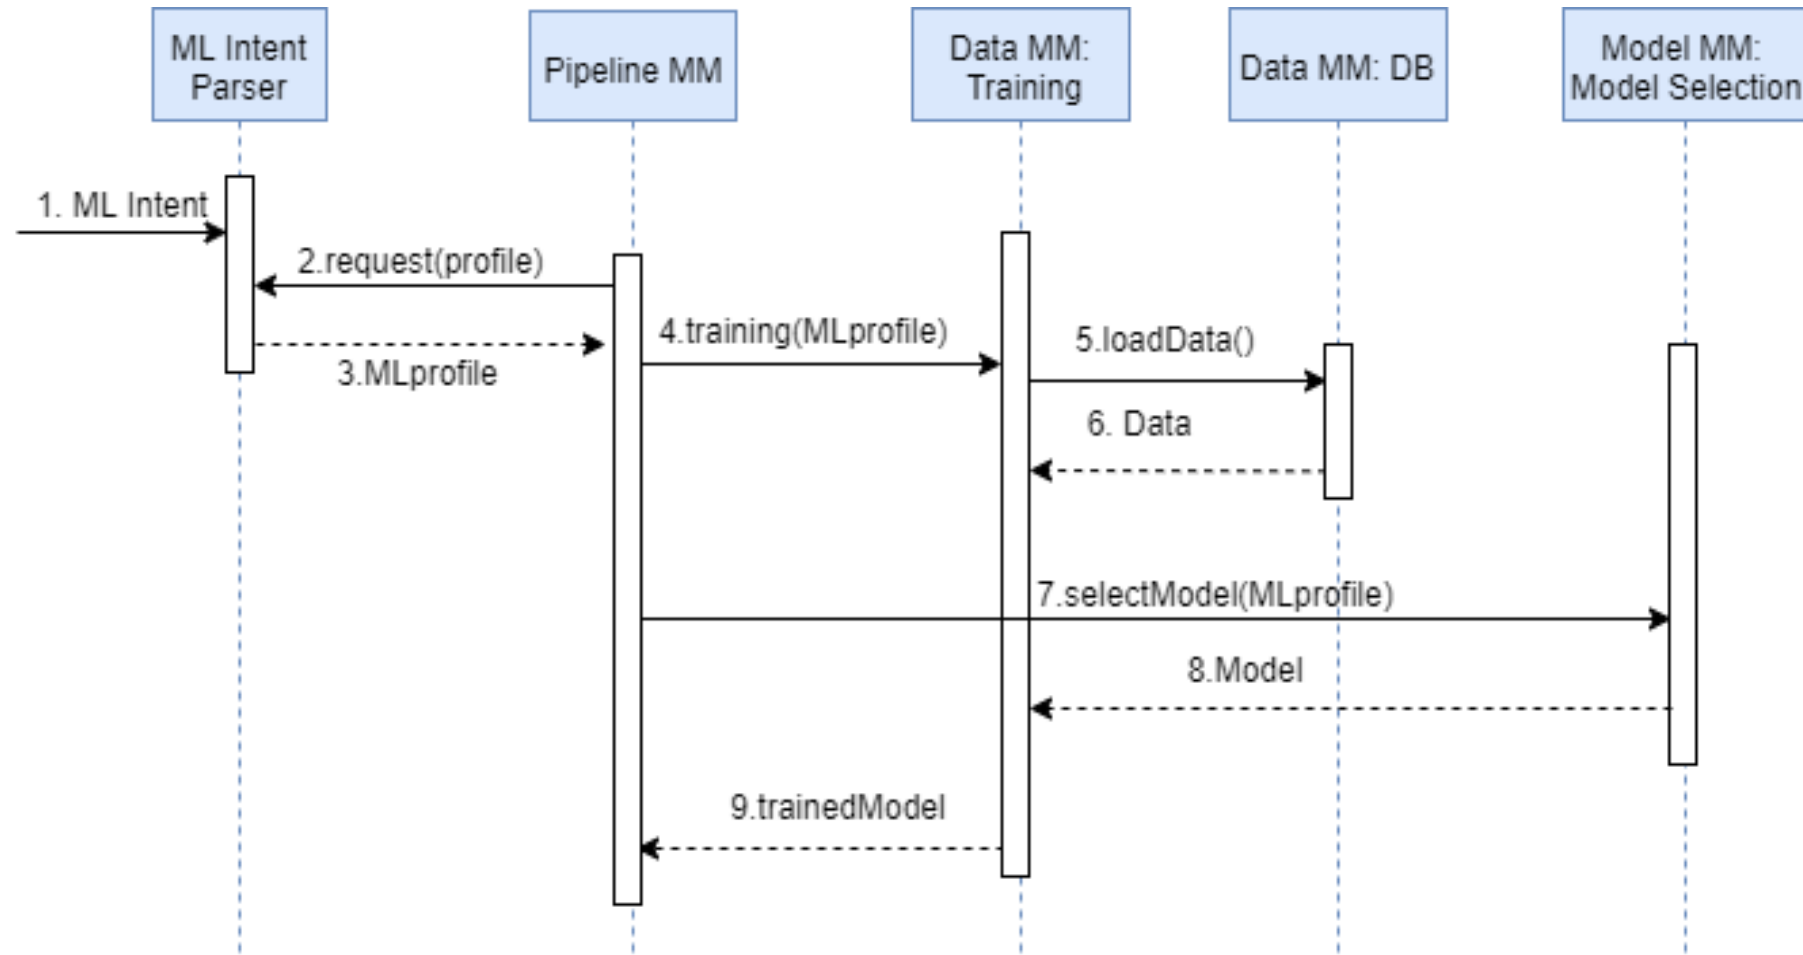 ML Intent
Parser
Pipeline MM
Data MM:
Training
Data MM: DB
Model MM:
Model Selection
1. ML Intent
2.request(profile)
3.MLprofile
4.training(MLprofile)
5.loadData()
6. Data
7.selectModel(MLprofile)
8.Model
9.trainedModel